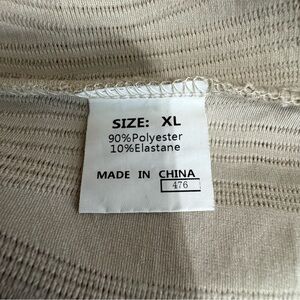 SIZE: XL
90%Polyester
10%Elastane
MADE IN CHINA
476